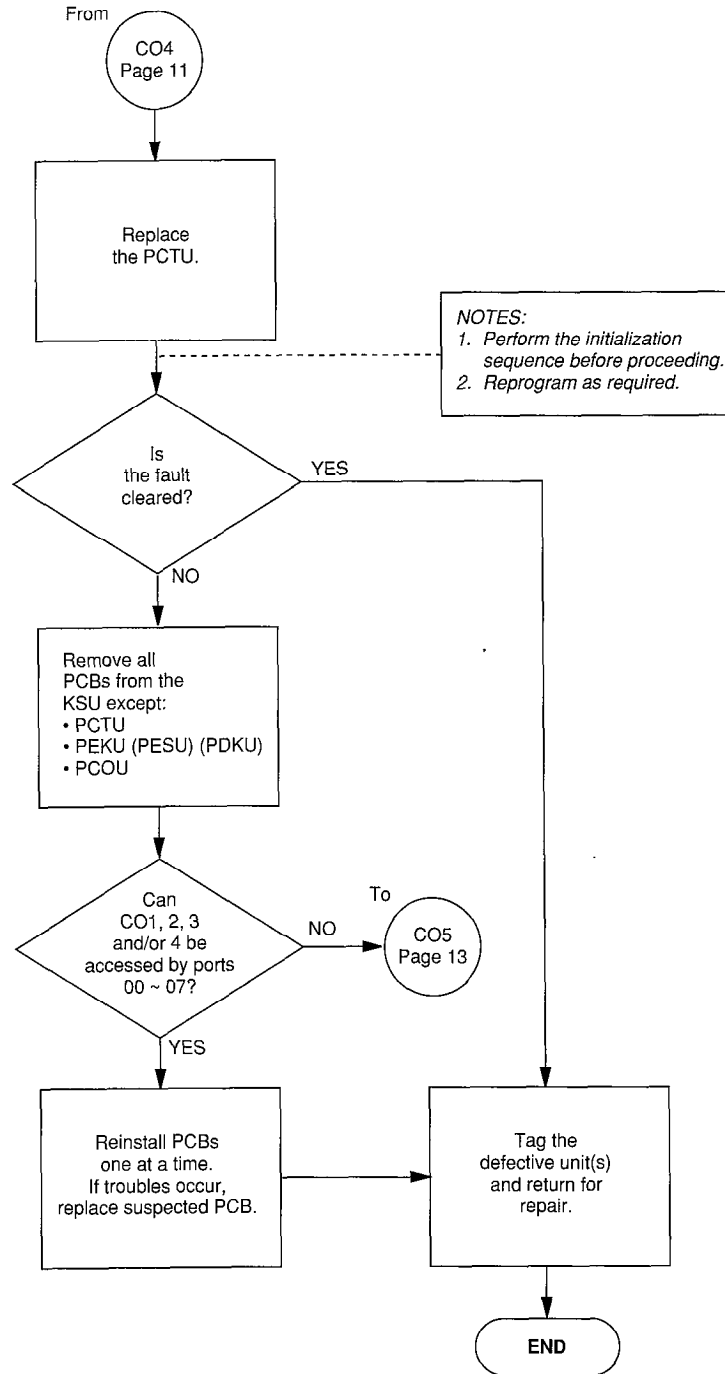 From
CO4
Page 11
Replace
the PCTU.
NOTES:
1. Perform the initialization
sequence before proceeding.
2. Reprogram as required.
Is
the fault
cleared?
YES
NO
Remove all
PCBs from the
KSU except:
• PCTU
• PEKU (PESU) (PDKU)
• PCOU
Can
CO1, 2, 3
and/or 4 be
accessed by ports
00 ~ 07?
NO
To
CO5
Page 13
YES
Reinstall PCBs
one at a time.
If troubles occur,
replace suspected PCB.
Tag the
defective unit(s)
and return for
repair.
END